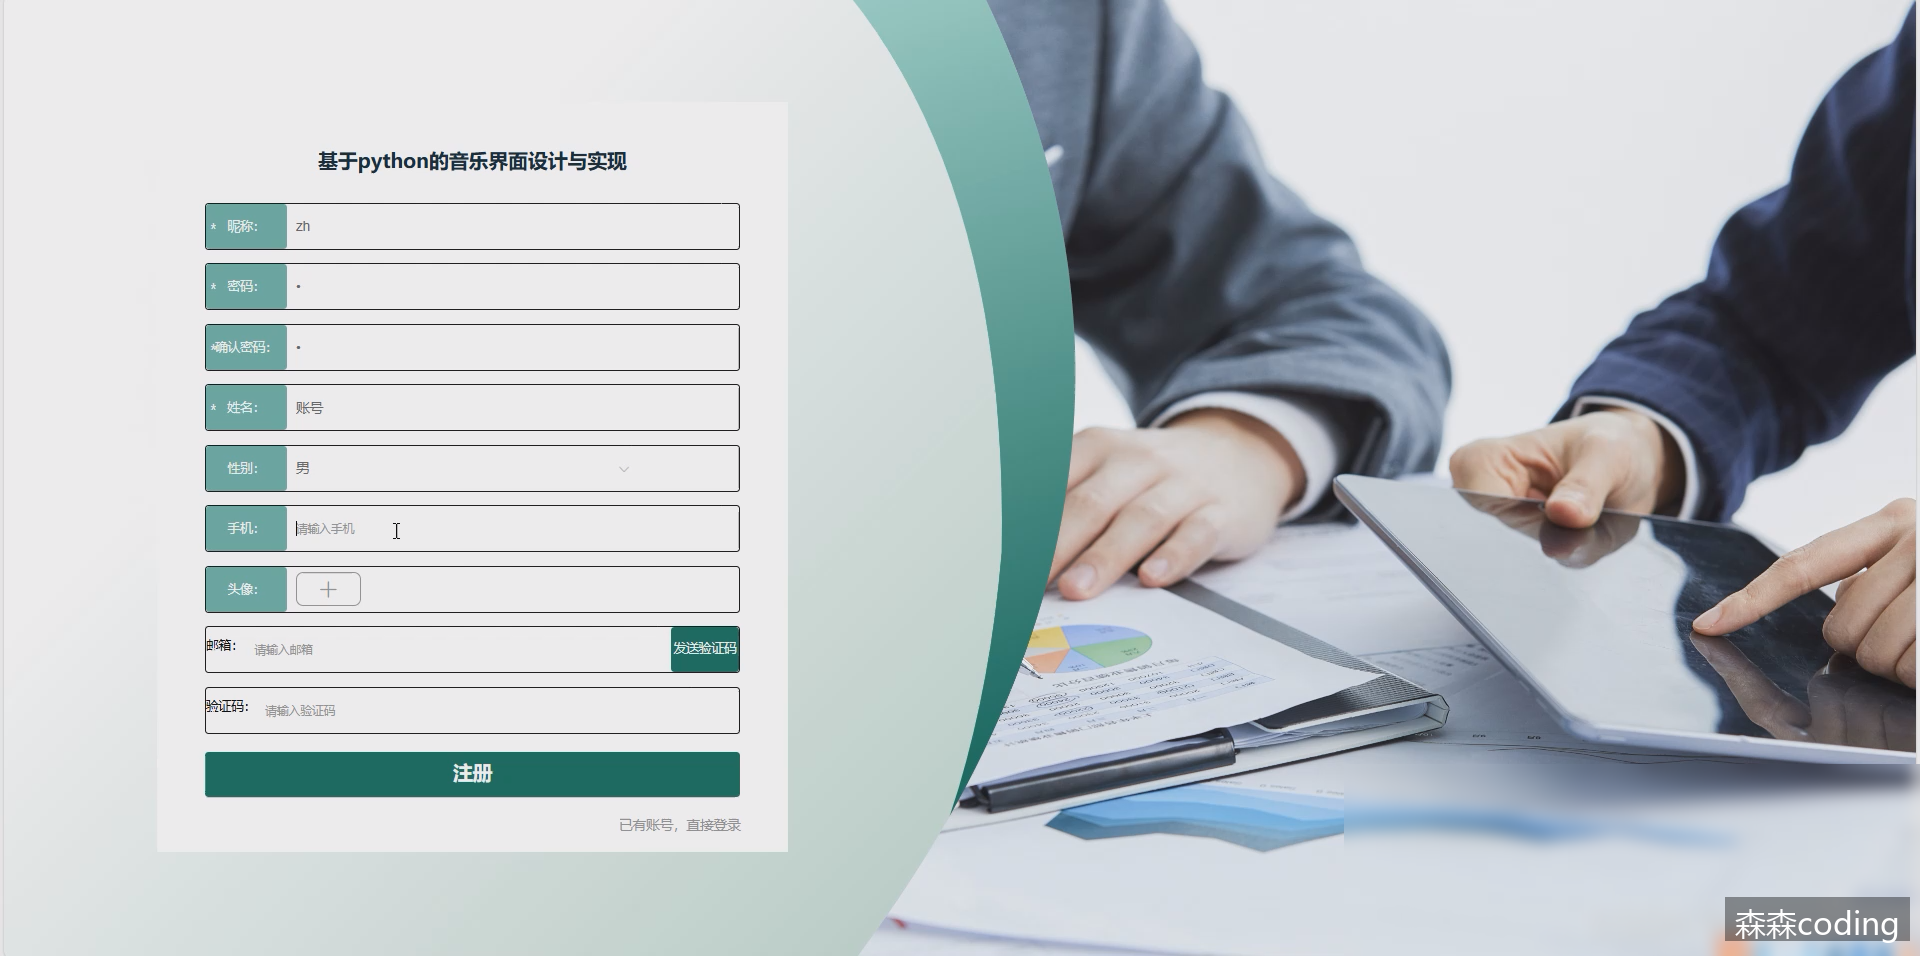 基于python的音乐界面设计与实现
* 昵称: zh
* 密码: •
*确认密码: •
* 姓名: 账号
性别: 男
手机: 请输入手机
头像:
邮箱: 请输入邮箱 发送验证码
验证码: 请输入验证码
注册
已有账号，直接登录
森森coding